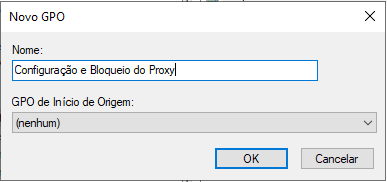 Novo GPO
Nome:
Configuração e Bloqueio do Proxy
GPO de Início de Origem:
(nenhum)
OK
Cancelar